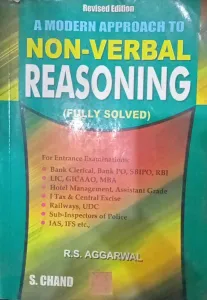 Revised Edition
A MODERN APPROACH TO
NON-VERBAL
REASONING
(FULLY SOLVED)
For Entrance Examinations
Bank Clerical, Bank PO, SBIPO, RBI
LIC, GICAAO, MBA
Hotel Management, Assistant Grade
I Tax & Central Excise
Railways, UDC
Sub-Inspectors of Police
IAS, IFS etc.,
R.S. AGGARWAL
S. CHAND